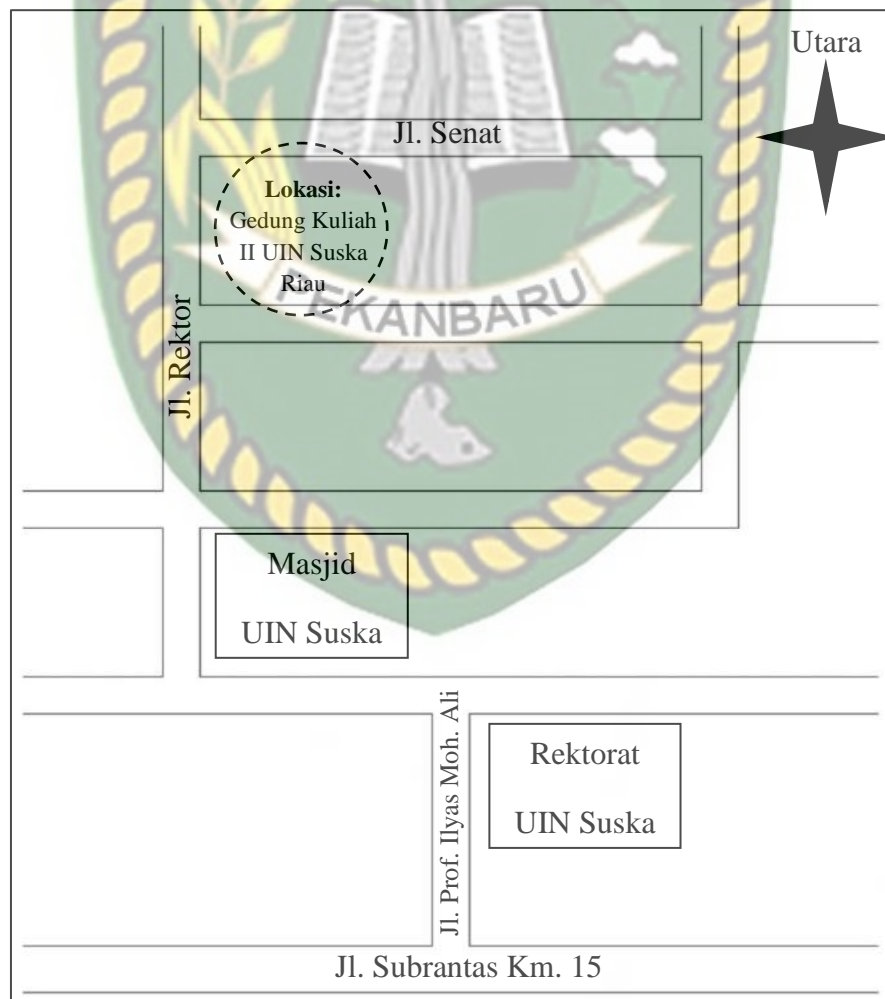 Utara
Jl. Senat
Lokasi:
Gedung Kuliah
II UIN Suska
Riau
PEKANBARU
Jl. Rektor
Masjid
UIN Suska
Jl. Prof. Ilyas Moh. Ali
Rektorat
UIN Suska
Jl. Subrantas Km. 15